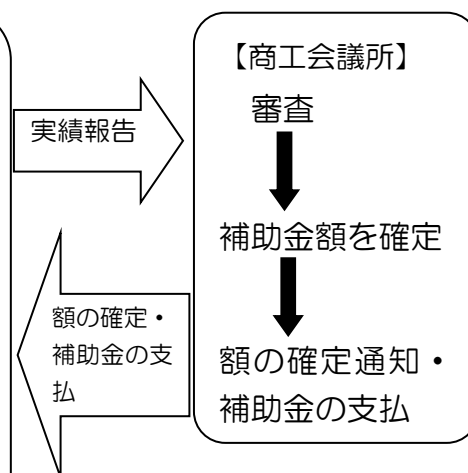 【商工会議所】
審査
実績報告
補助金額を確定
額の確定・
補助金の支
払
額の確定通知・
補助金の支払